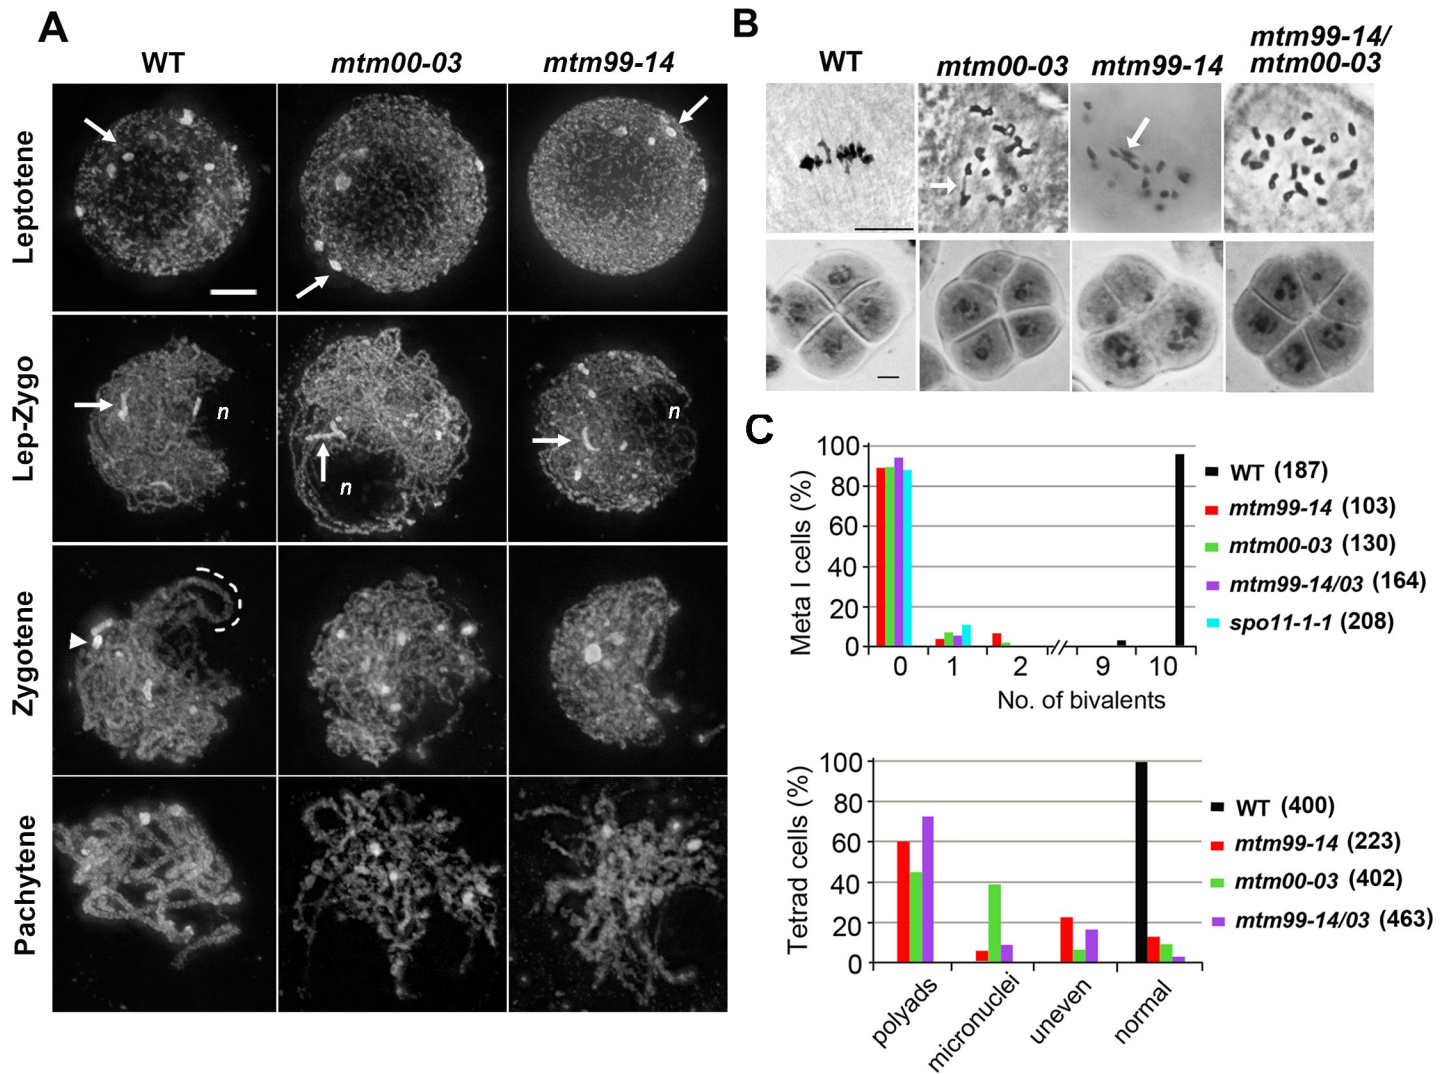 A
WT
mtm00-03
mtm99-14
Leptotene
Lep-Zygo
n
n
n
Zygotene
Pachytene
B
WT
mtm00-03
mtm99-14
mtm99-14/
mtm00-03
C
Meta I cells (%)
100
80
60
40
20
0
0 1 2 9 10
No. of bivalents
WT (187)
mtm99-14 (103)
mtm00-03 (130)
mtm99-14/03 (164)
spo11-1-1 (208)
Tetrad cells (%)
100
80
60
40
20
0
polyads
micronuclei
uneven
normal
WT (400)
mtm99-14 (223)
mtm00-03 (402)
mtm99-14/03 (463)